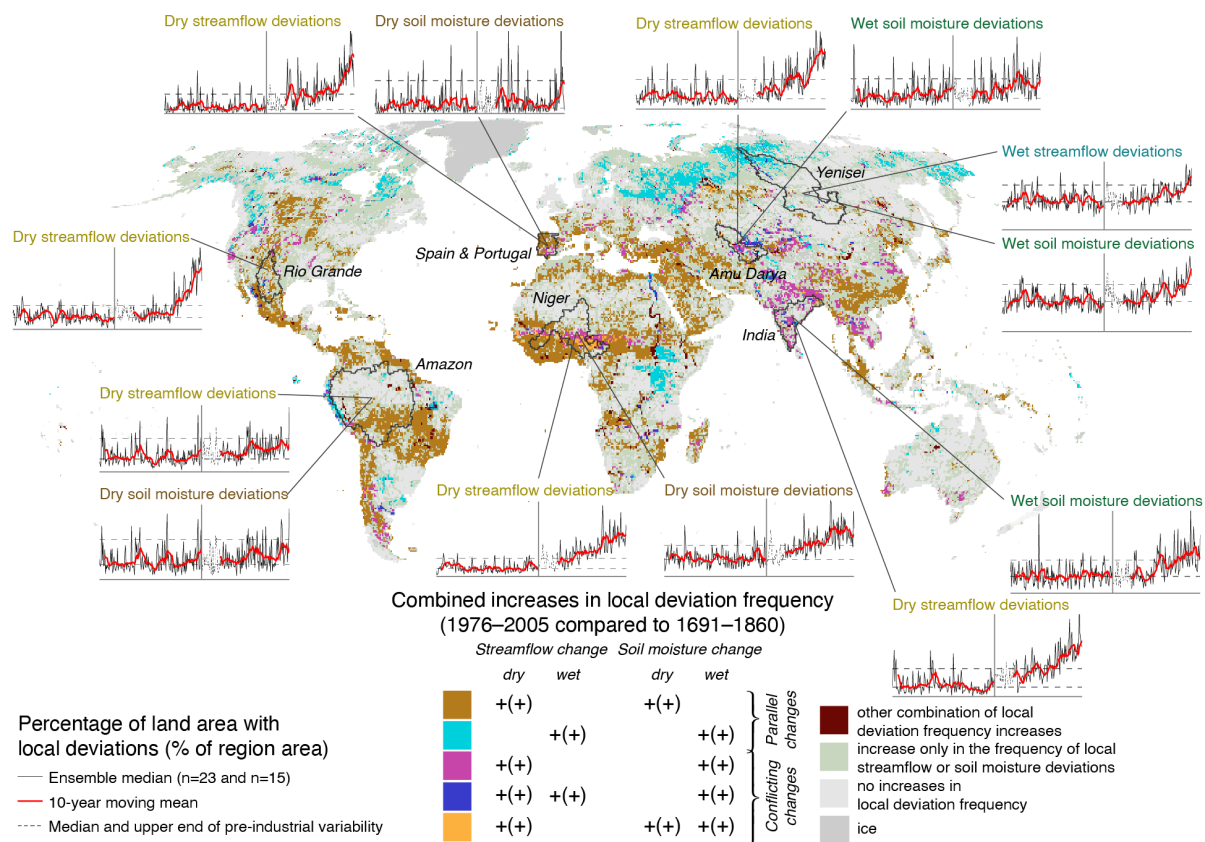 Dry streamflow deviations
Dry soil moisture deviations
Dry streamflow deviations
Wet soil moisture deviations
Wet streamflow deviations
Yenisei
Dry streamflow deviations
Spain & Portugal
Wet soil moisture deviations
Rio Grande
Amu Darya
Niger
India
Amazon
Dry streamflow deviations
Dry soil moisture deviations
Dry streamflow deviations
Dry soil moisture deviations
Wet soil moisture deviations
Dry streamflow deviations
Combined increases in local deviation frequency
(1976–2005 compared to 1691–1860)
Streamflow change
Soil moisture change
dry wet dry wet
+(+) +(+)
+(+) +(+)
+(+) +(+)
+(+) +(+) +(+)
+(+) +(+) +(+)
Parallel
changes
Conflicting
changes
Percentage of land area with
local deviations (% of region area)
Ensemble median (n=23 and n=15)
10-year moving mean
Median and upper end of pre-industrial variability
other combination of local
deviation frequency increases
increase only in the frequency of local
streamflow or soil moisture deviations
no increases in
local deviation frequency
ice